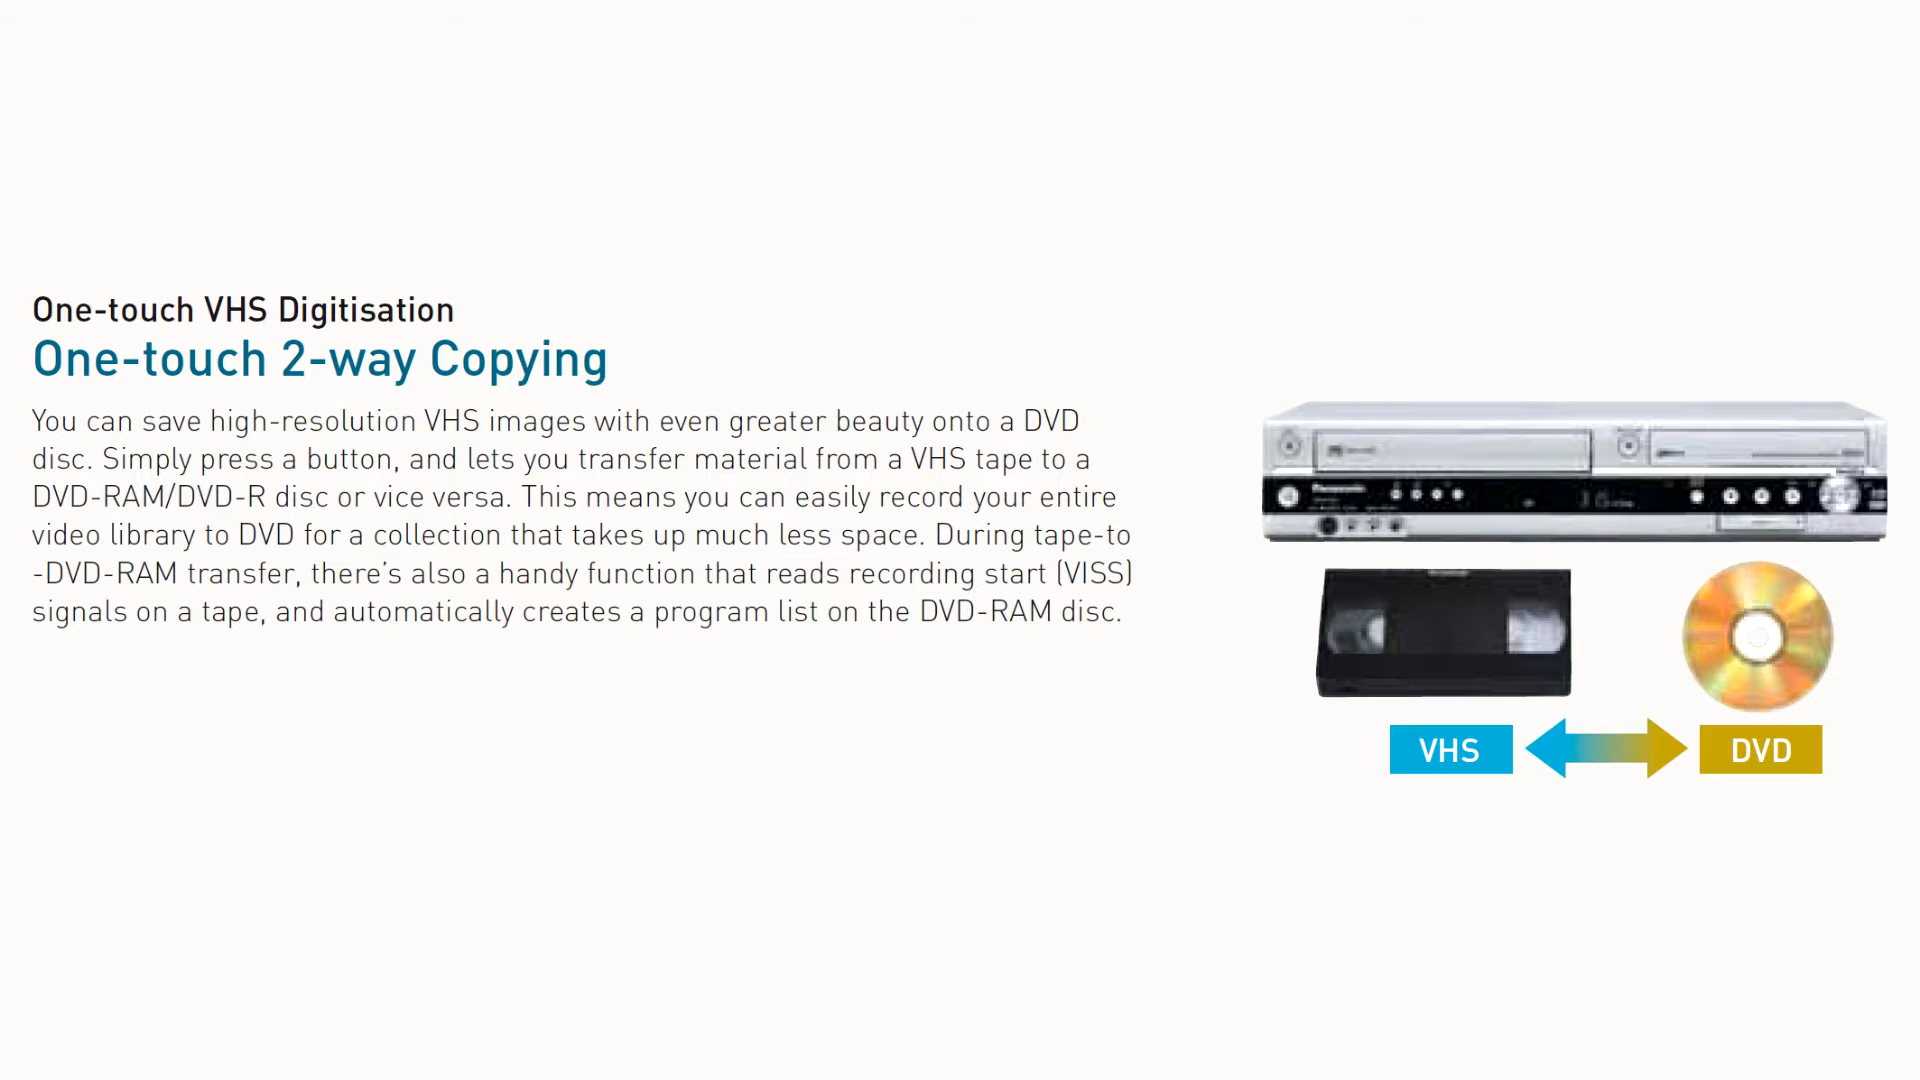 One-touch VHS Digitisation
One-touch 2-way Copying
You can save high-resolution VHS images with even greater beauty onto a DVD
disc. Simply press a button, and lets you transfer material from a VHS tape to a
DVD-RAM/DVD-R disc or vice versa. This means you can easily record your entire
video library to DVD for a collection that takes up much less space. During tape-to
-DVD-RAM transfer, there's also a handy function that reads recording start (VISS)
signals on a tape, and automatically creates a program list on the DVD-RAM disc.
Panasonic
VHS
DVD